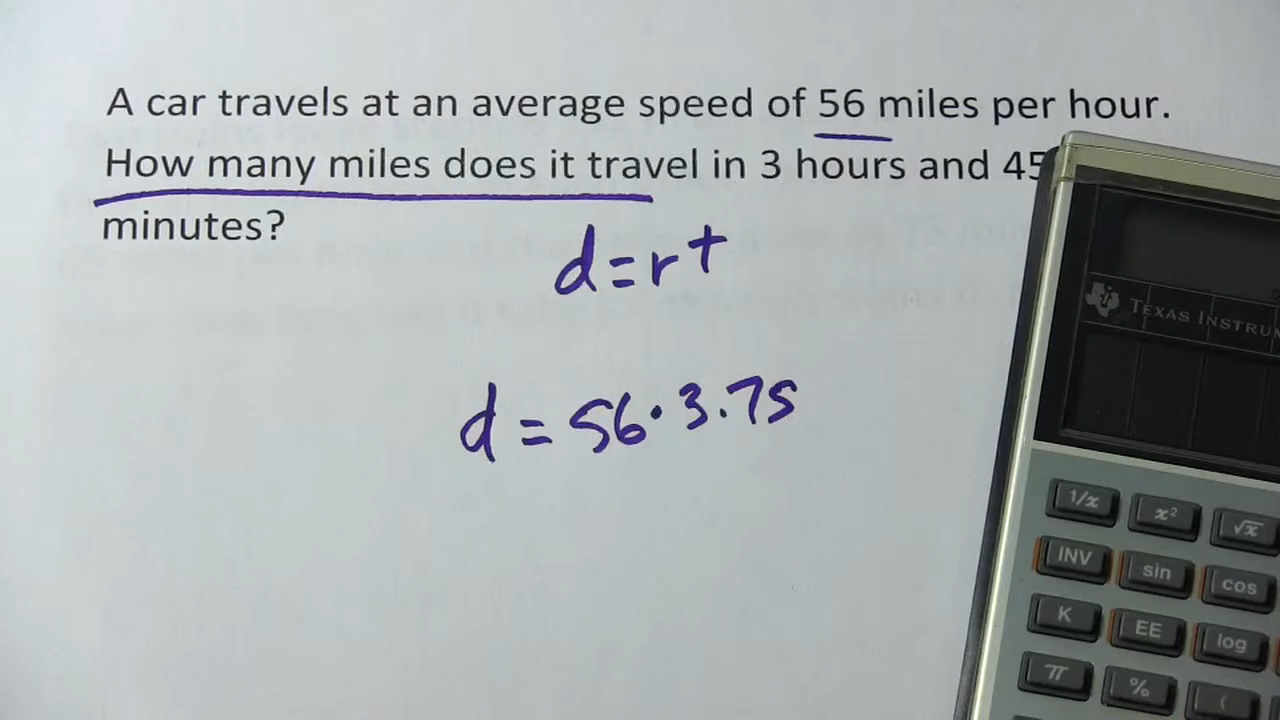 A car travels at an average speed of 56 miles per hour.
How many miles does it travel in 3 hours and 45
minutes?
d=rt
d = 56·3.75
TEXAS INSTRUM
1/x x² √x
INV sin cos
K EE log
π % (